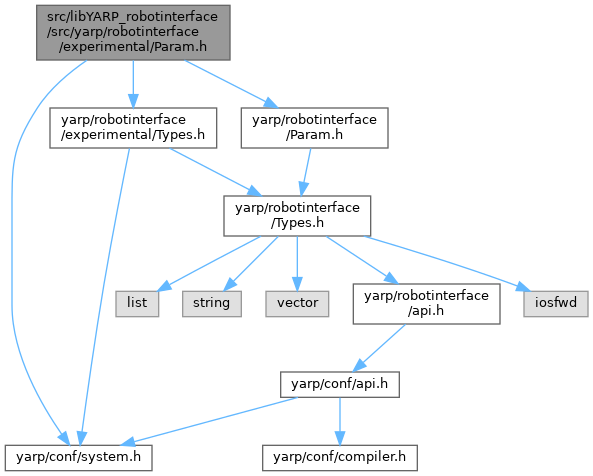 src/libYARP_robotinterface
/src/yarp/robotinterface
/experimental/Param.h
yarp/robotinterface
/experimental/Types.h
yarp/robotinterface
/Param.h
yarp/robotinterface
/Types.h
list
string
vector
yarp/robotinterface
/api.h
iosfwd
yarp/conf/api.h
yarp/conf/system.h
yarp/conf/compiler.h